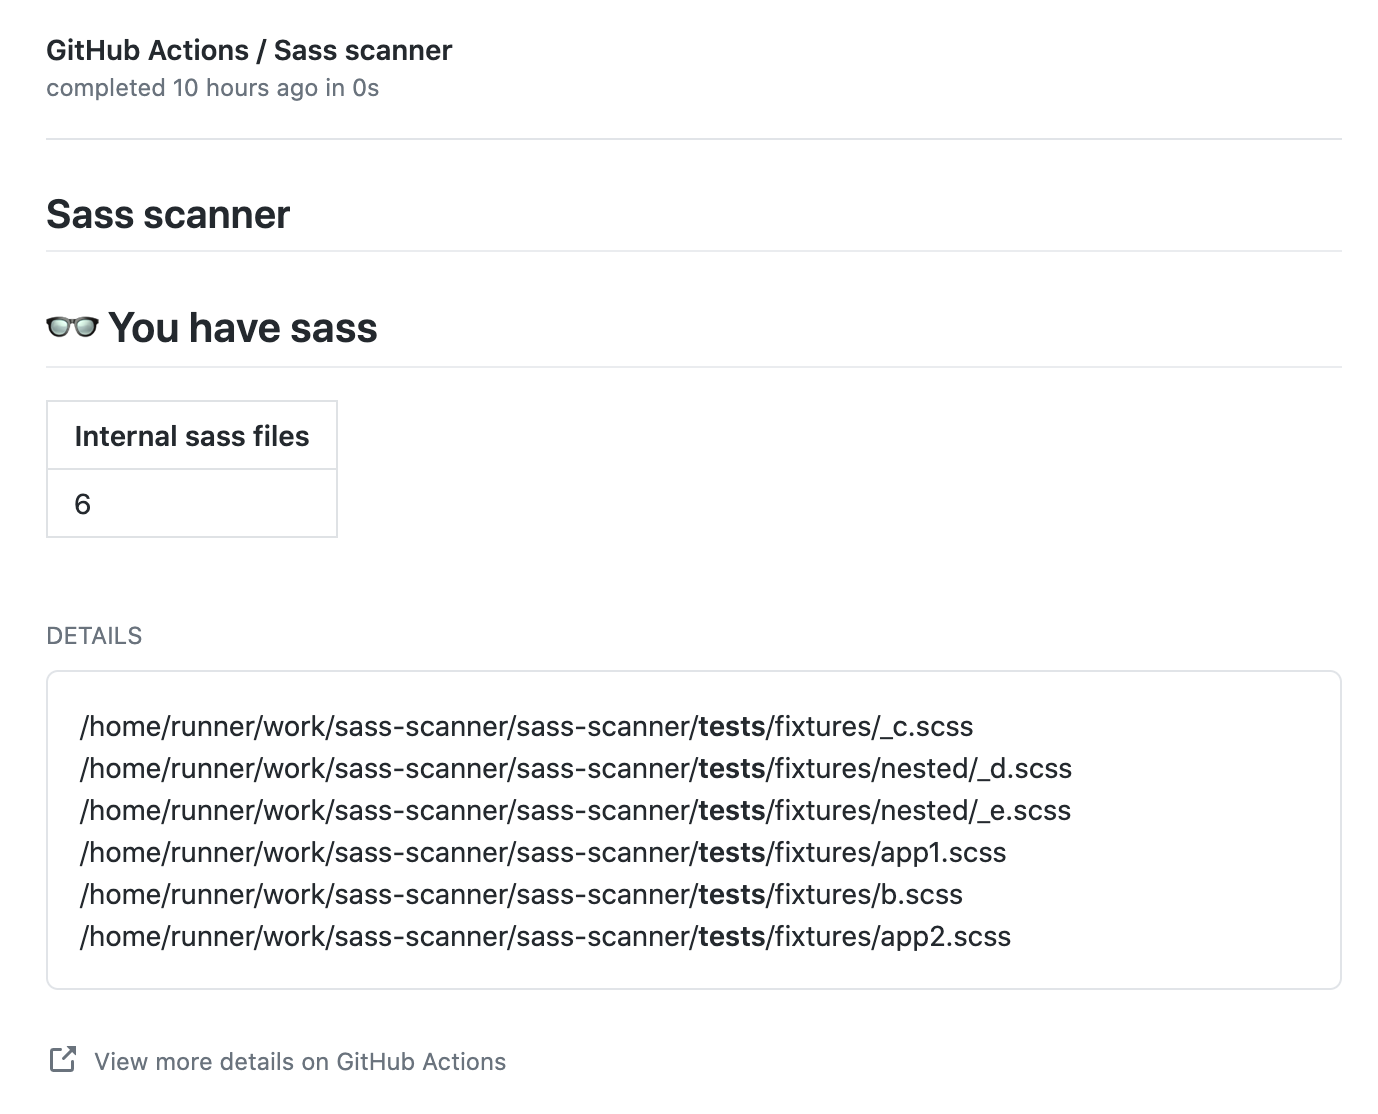 GitHub Actions / Sass scanner
completed 10 hours ago in 0s
Sass scanner
👓 You have sass
Internal sass files
6
DETAILS
/home/runner/work/sass-scanner/sass-scanner/tests/fixtures/_c.scss
/home/runner/work/sass-scanner/sass-scanner/tests/fixtures/nested/_d.scss
/home/runner/work/sass-scanner/sass-scanner/tests/fixtures/nested/_e.scss
/home/runner/work/sass-scanner/sass-scanner/tests/fixtures/app1.scss
/home/runner/work/sass-scanner/sass-scanner/tests/fixtures/b.scss
/home/runner/work/sass-scanner/sass-scanner/tests/fixtures/app2.scss
View more details on GitHub Actions